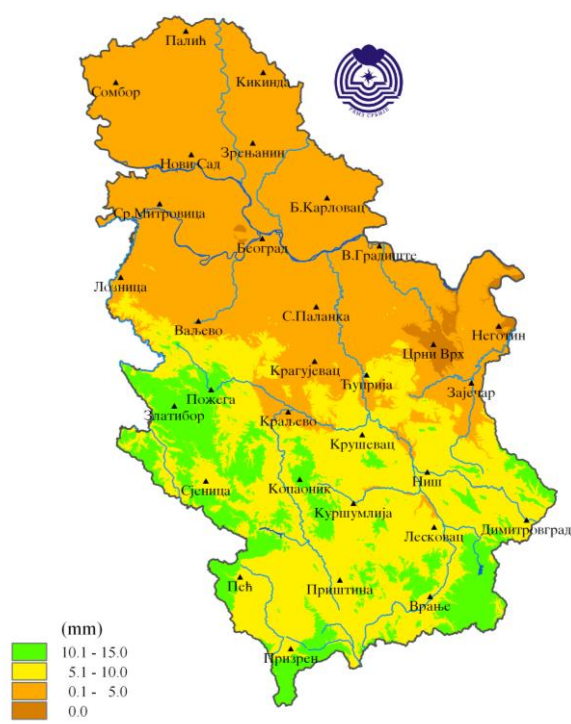 Палић
Кикинда
Сомбор
Зрењанин
Нови Сад
Ср.Митровица
Б.Карловац
Београд
В.Градиште
Лозница
С.Паланка
Ваљево
Неготин
Црни Врх
Крагујевац
Ћуприја
Зајечар
Пожега
Златибор
Краљево
Крушевац
Ниш
Сјеница
Копаоник
Куршумлија
Димитровград
Лесковац
Пећ
Приштина
Врање
Призрен
(mm)
10.1 - 15.0
5.1 - 10.0
0.1 - 5.0
0.0